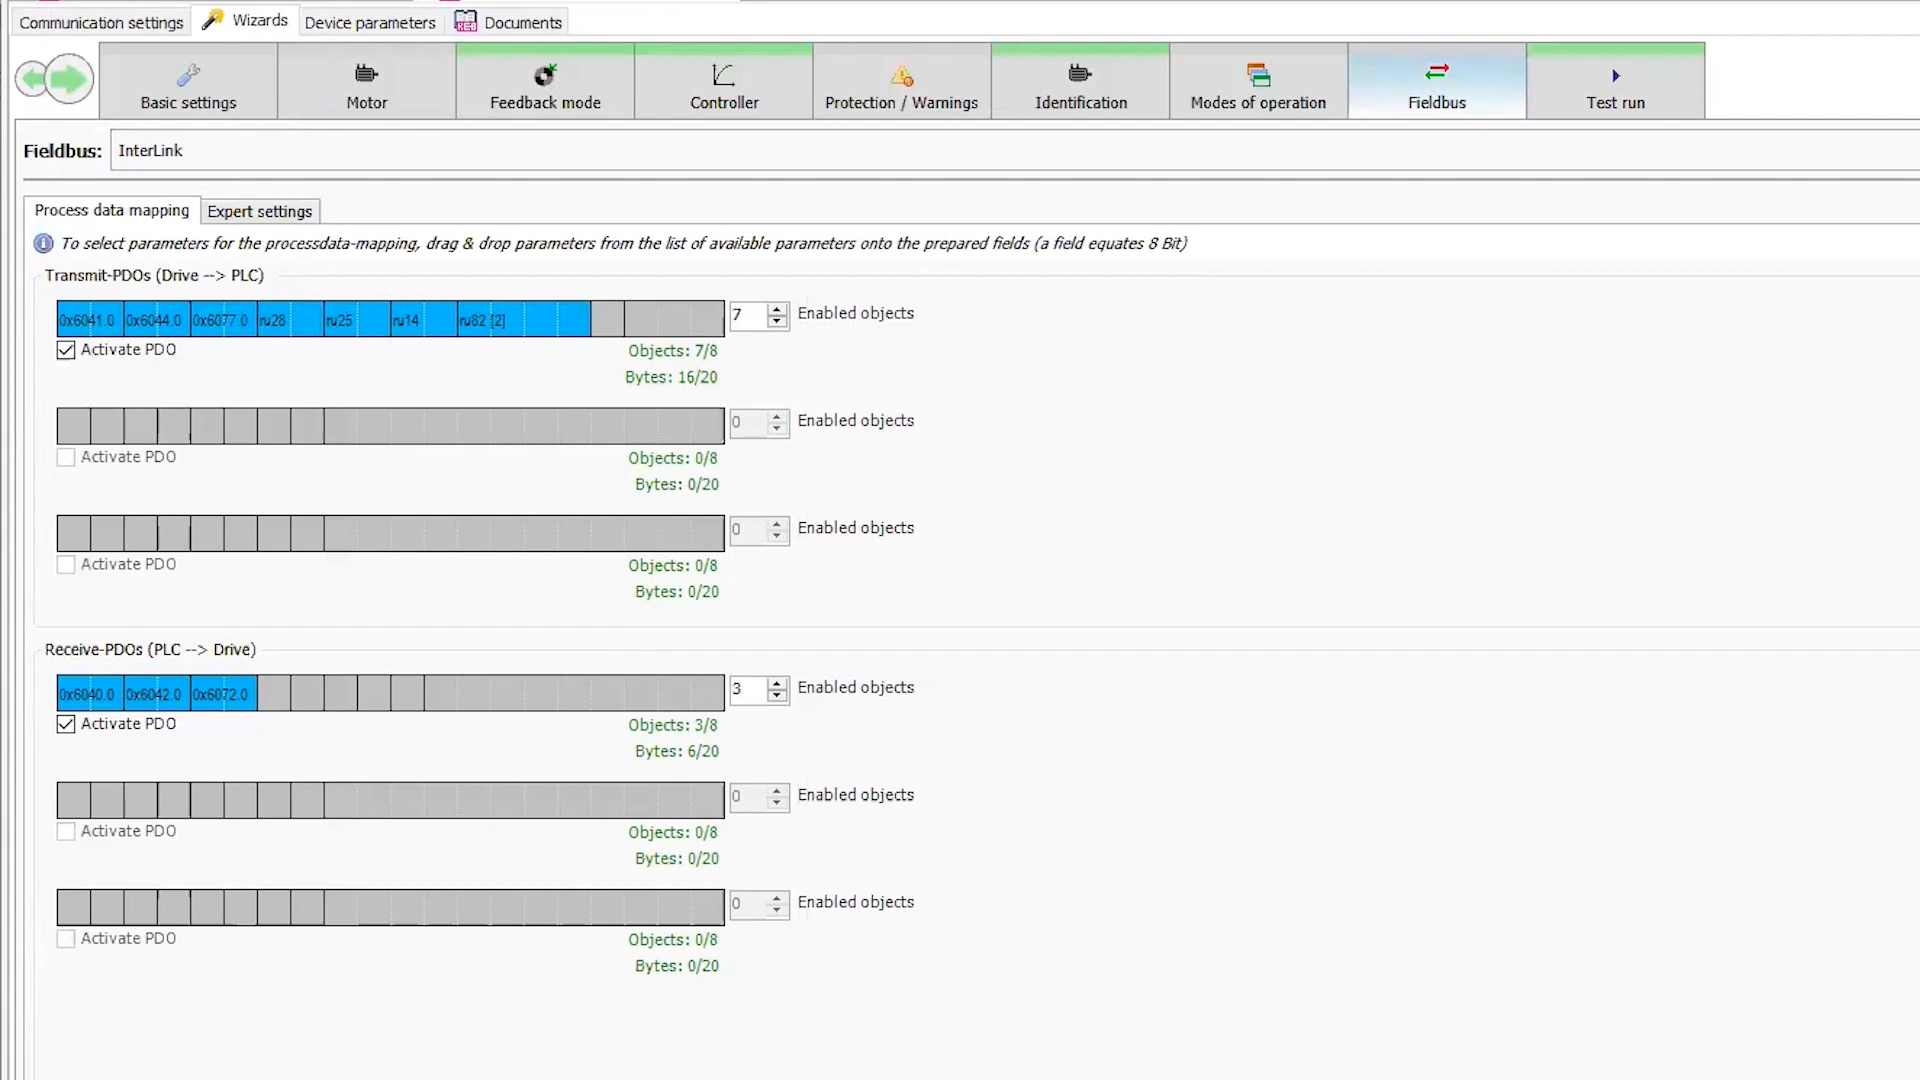 Communication settings Wizards Device parameters KEB Documents
Basic settings Motor Feedback mode Controller Protection / Warnings Identification Modes of operation Fieldbus Test run
Fieldbus: InterLink
Process data mapping Expert settings
To select parameters for the processdata-mapping, drag & drop parameters from the list of available parameters onto the prepared fields (a field equates 8 Bit)
Transmit-PDOs (Drive --> PLC)
0x6041.0 0x6044.0 0x6077.0 ru28 ru25 ru14 ru82 [2] 7 Enabled objects
Activate PDO Objects: 7/8
Bytes: 16/20
0 Enabled objects
Activate PDO Objects: 0/8
Bytes: 0/20
0 Enabled objects
Activate PDO Objects: 0/8
Bytes: 0/20
Receive-PDOs (PLC --> Drive)
0x6040.0 0x6042.0 0x6072.0 3 Enabled objects
Activate PDO Objects: 3/8
Bytes: 6/20
0 Enabled objects
Activate PDO Objects: 0/8
Bytes: 0/20
0 Enabled objects
Activate PDO Objects: 0/8
Bytes: 0/20